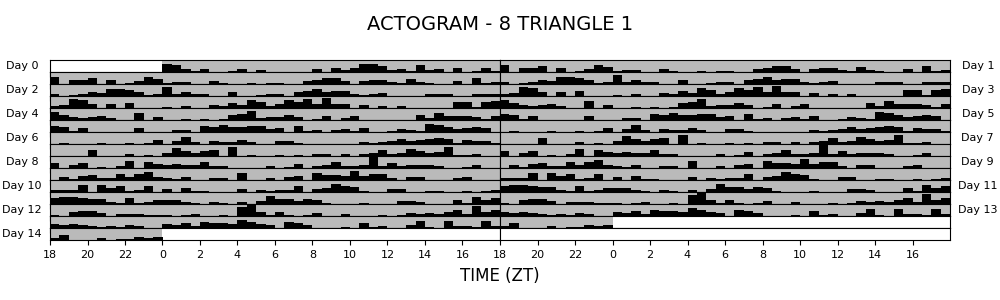 ACTOGRAM - 8 TRIANGLE 1
Day 0 Day 1
Day 2 Day 3
Day 4 Day 5
Day 6 Day 7
Day 8 Day 9
Day 10 Day 11
Day 12 Day 13
Day 14
18 20 22 0 2 4 6 8 10 12 14 16 18 20 22 0 2 4 6 8 10 12 14 16
TIME (ZT)